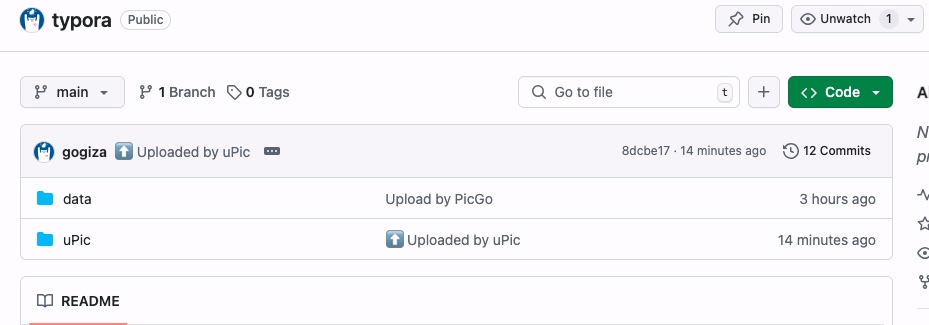 typora Public Pin Unwatch 1
main 1 Branch 0 Tags Go to file t Code
gogiza Uploaded by uPic 8dcbe17 · 14 minutes ago 12 Commits
data Upload by PicGo 3 hours ago
uPic Uploaded by uPic 14 minutes ago
README